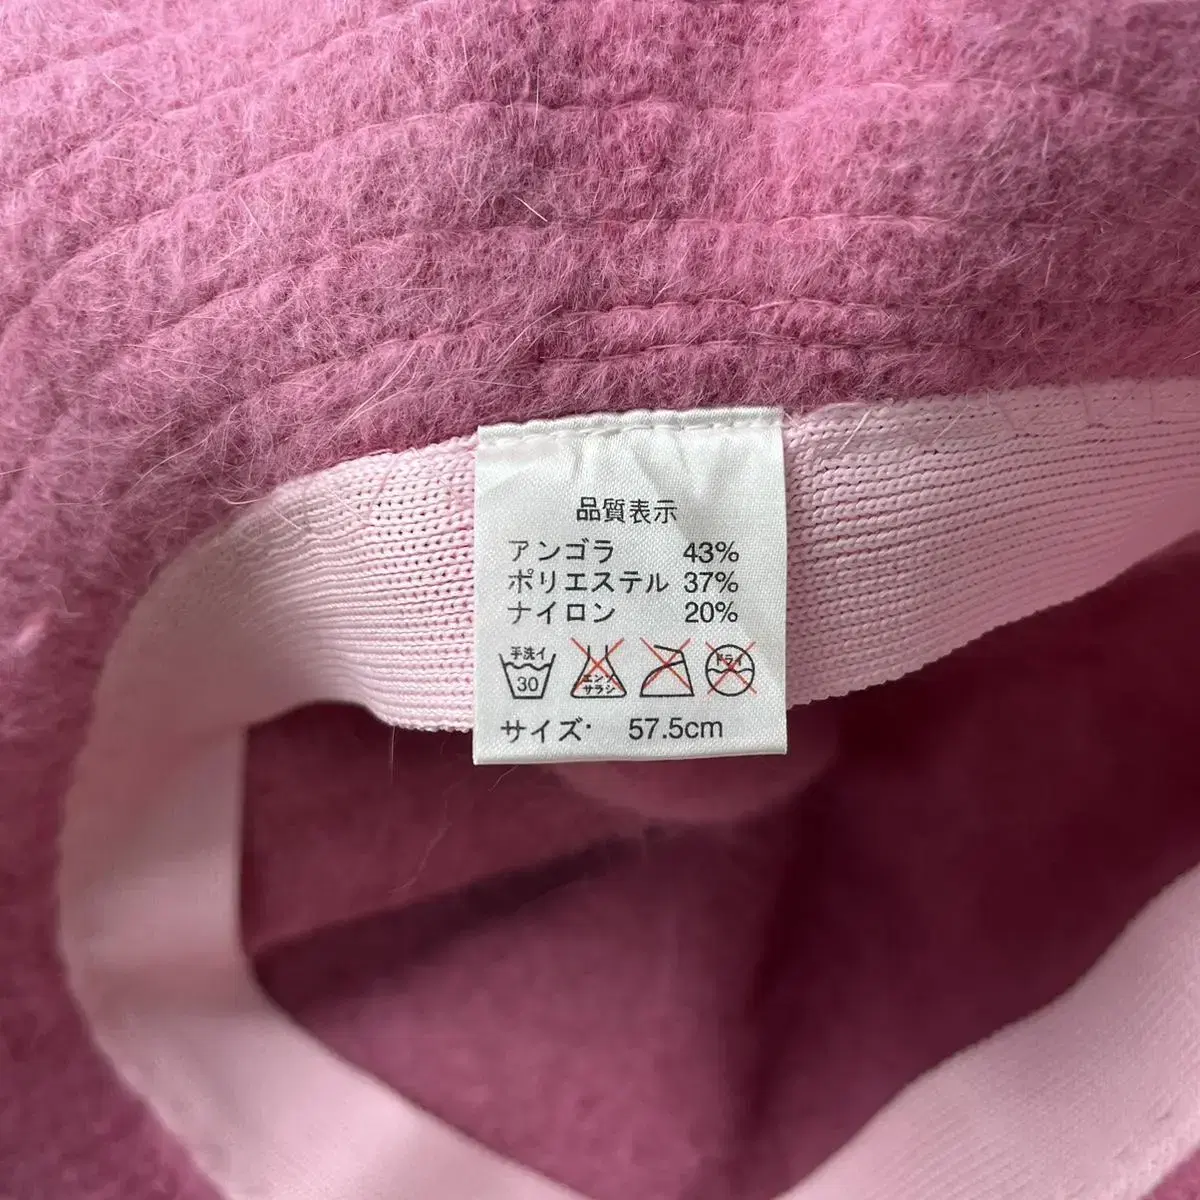 品質表示
アンゴラ 43%
ポリエステル 37%
ナイロン 20%
手洗イ 30 エンソ サラシ ドライ
サイズ· 57.5cm